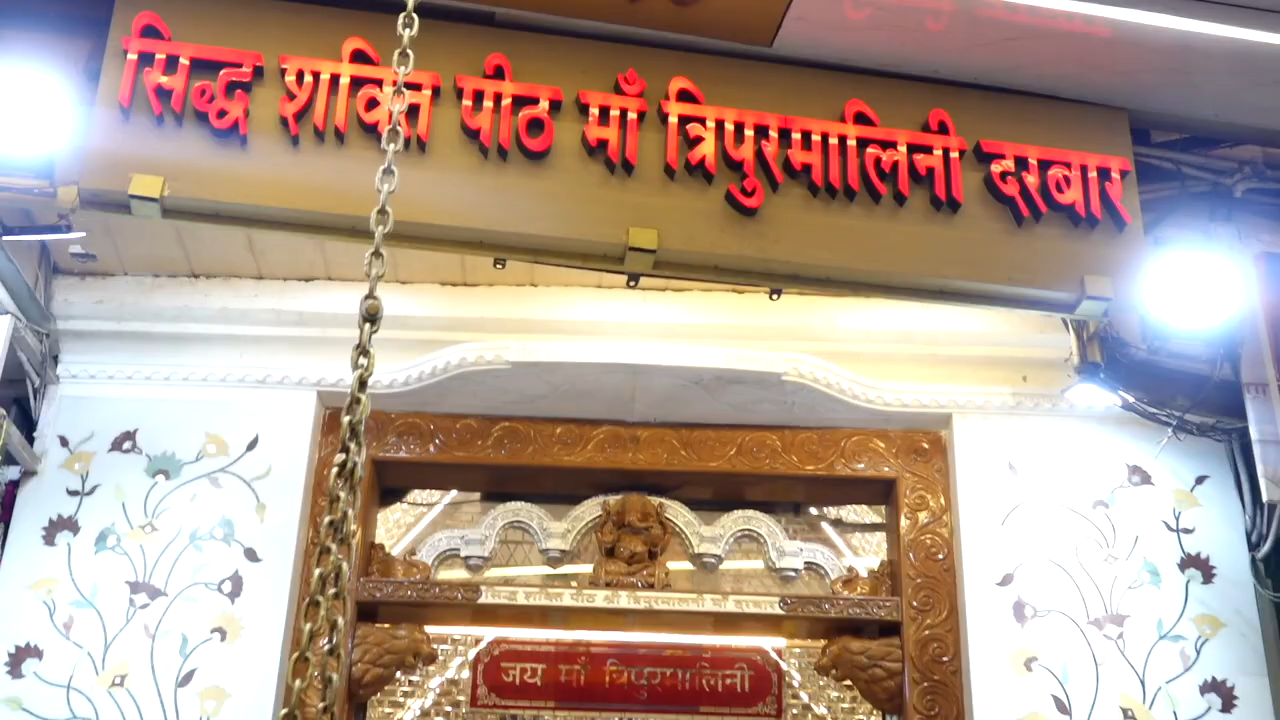 सिद्ध शक्ति पीठ माँ त्रिपुरमालिनी दरबार
सिद्ध शक्ति पीठ श्री त्रिपुरमालिनी माँ दरबार
जय माँ त्रिपुरमालिनी